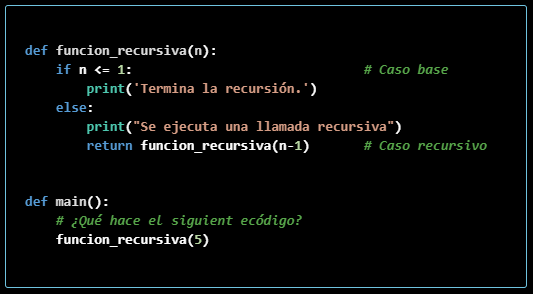 def funcion_recursiva(n):
    if n <= 1:                              # Caso base
        print('Termina la recursión.')
    else:
        print("Se ejecuta una llamada recursiva")
        return funcion_recursiva(n-1)       # Caso recursivo
def main():
    # ¿Qué hace el siguient ecódigo?
    funcion_recursiva(5)